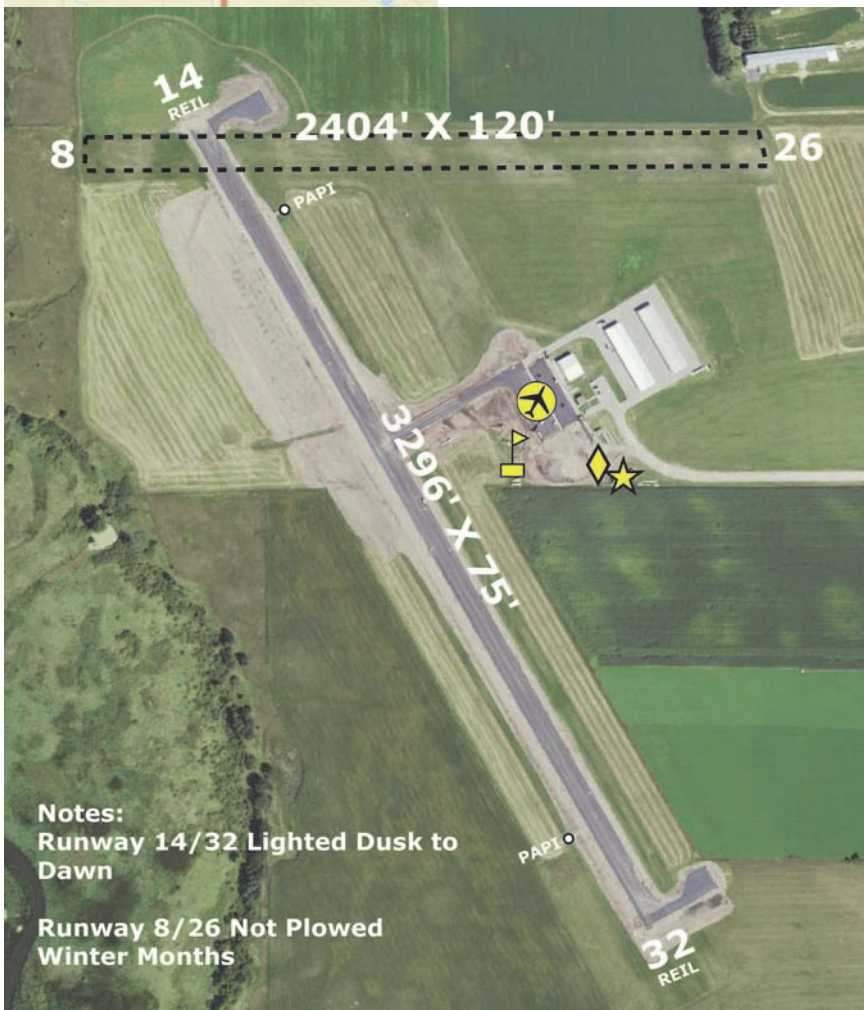 14
REIL
2404' X 120'
8
26
PAPI
3296' X 75'
Notes:
Runway 14/32 Lighted Dusk to
Dawn
PAPI
Runway 8/26 Not Plowed
Winter Months
32
REIL